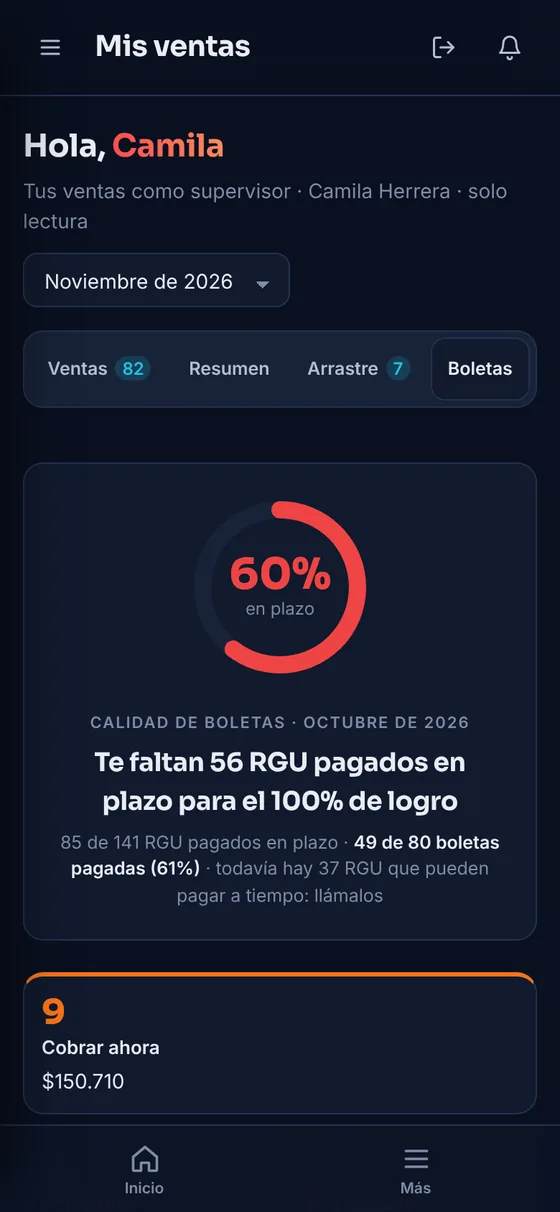 Mis ventas
Hola, Camila
Tus ventas como supervisor · Camila Herrera · solo
lectura
Noviembre de 2026
Ventas 82 Resumen Arrastre 7 Boletas
60%
en plazo
CALIDAD DE BOLETAS · OCTUBRE DE 2026
Te faltan 56 RGU pagados en
plazo para el 100% de logro
85 de 141 RGU pagados en plazo · 49 de 80 boletas
pagadas (61%) · todavía hay 37 RGU que pueden
pagar a tiempo: llámalos
9
Cobrar ahora
$150.710
Inicio Más